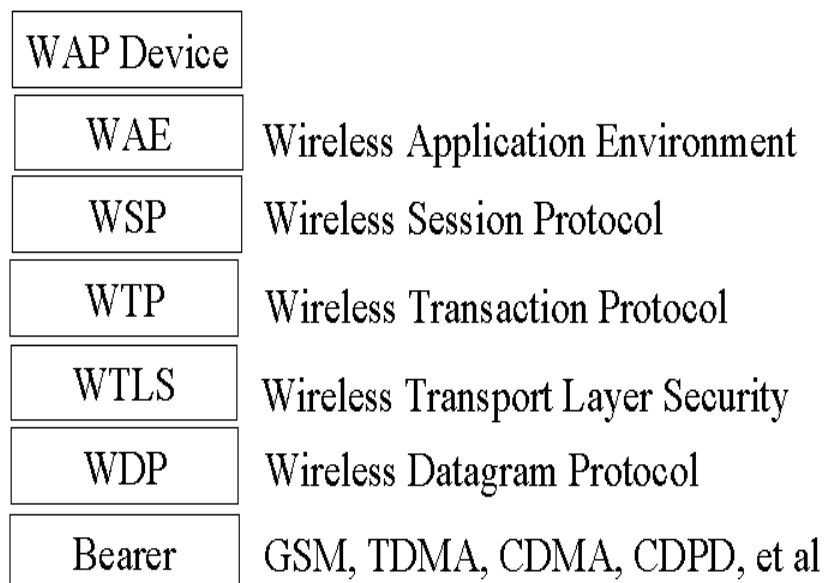 WAP Device
WAE Wireless Application Environment
WSP Wireless Session Protocol
WTP Wireless Transaction Protocol
WTLS Wireless Transport Layer Security
WDP Wireless Datagram Protocol
Bearer GSM, TDMA, CDMA, CDPD, et al